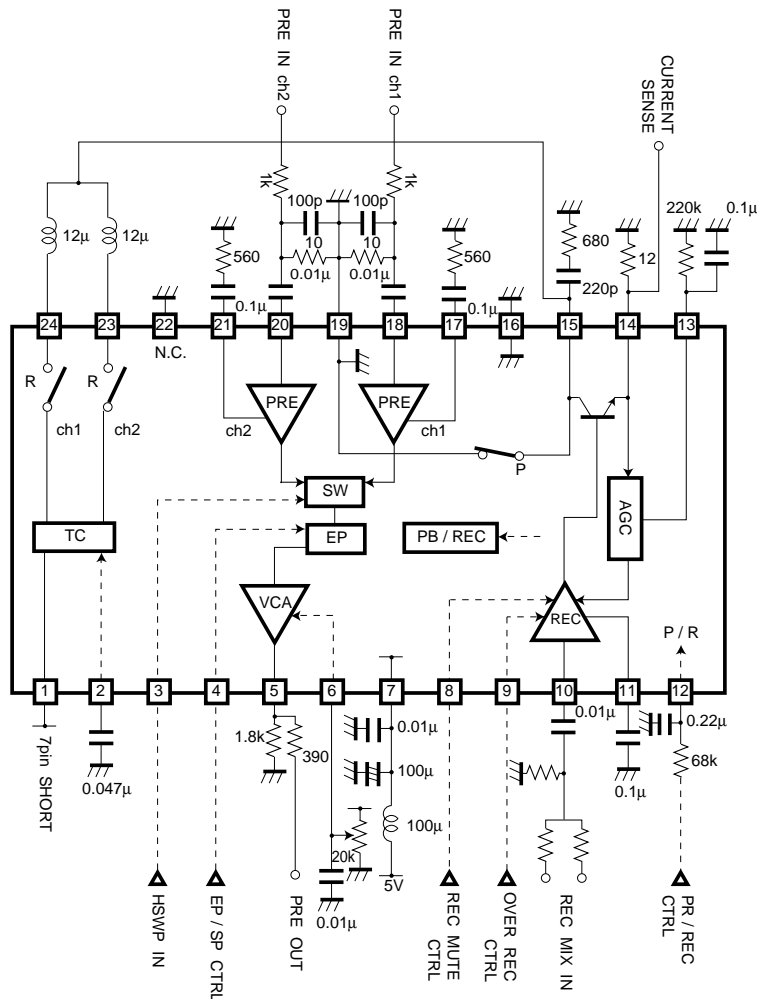 PRE IN ch2
PRE IN ch1
CURRENT
SENSE
1k
1k
100p
100p
220k
0.1μ
12μ
12μ
560
10
0.01μ
10
0.01μ
560
680
220p
12
0.1μ
0.1μ
24
23
22
21
20
19
18
17
16
15
14
13
N.C.
R
R
ch1
ch2
PRE
ch2
PRE
ch1
P
SW
EP
TC
PB / REC
AGC
VCA
REC
P / R
1
2
3
4
5
6
7
8
9
10
11
12
7pin SHORT
0.047μ
1.8k
390
0.01μ
100μ
100μ
20k
0.01μ
5V
0.01μ
0.1μ
0.22μ
68k
HSWP IN
EP / SP CTRL
PRE OUT
REC MUTE
CTRL
OVER REC
CTRL
REC MIX IN
PR / REC
CTRL